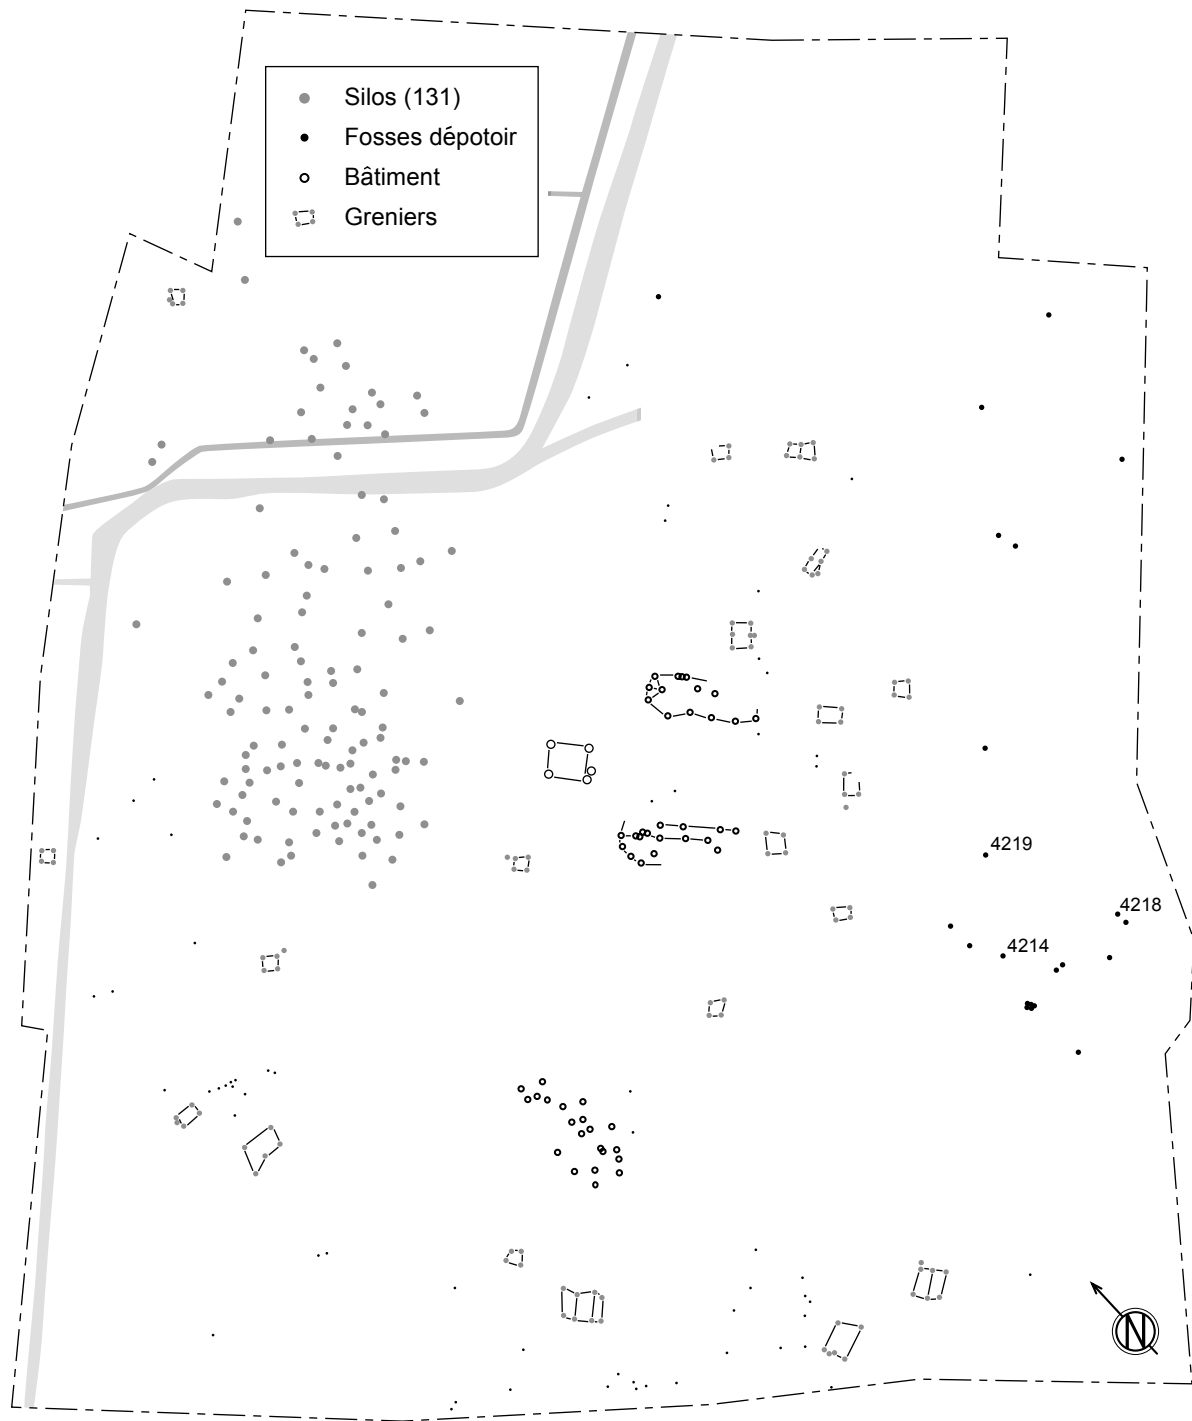 Silos (131)
Fosses dépotoir
Bâtiment
Greniers
4219
4218
4214
N